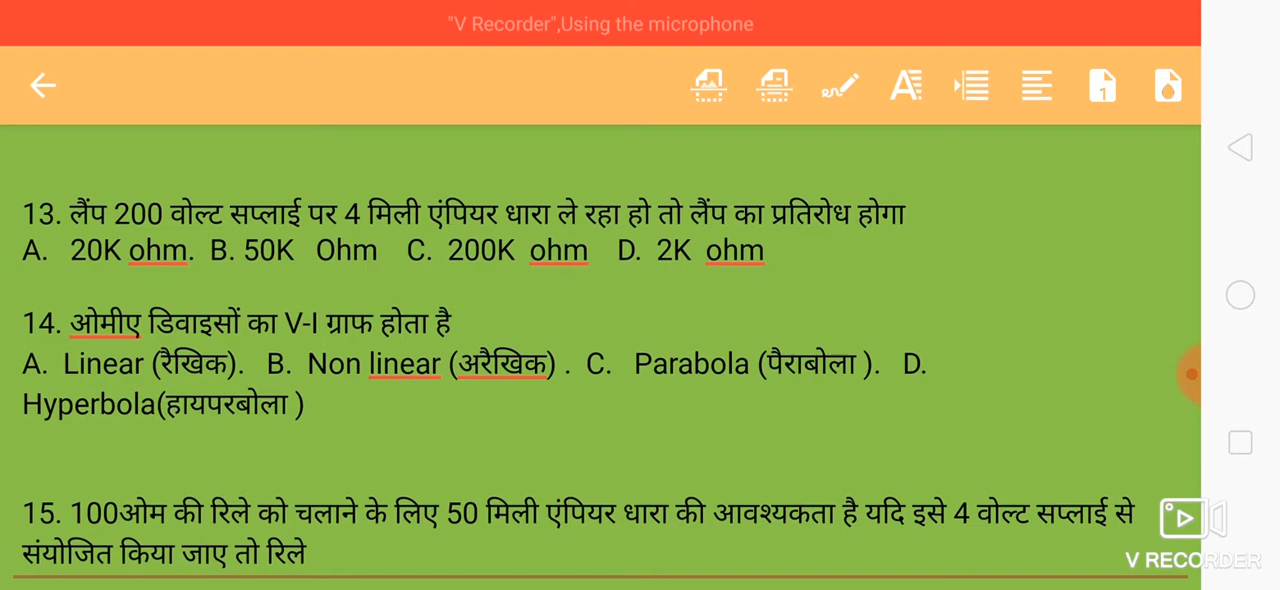 "V Recorder",Using the microphone
13. लैंप 200 वोल्ट सप्लाई पर 4 मिली एंपियर धारा ले रहा हो तो लैंप का प्रतिरोध होगा
A. 20K ohm. B. 50K Ohm C. 200K ohm D. 2K ohm
14. ओमीए डिवाइसों का V-I ग्राफ होता है
A. Linear (रैखिक). B. Non linear (अरैखिक) . C. Parabola (पैराबोला ). D.
Hyperbola(हायपरबोला )
15. 100ओम की रिले को चलाने के लिए 50 मिली एंपियर धारा की आवश्यकता है यदि इसे 4 वोल्ट सप्लाई से
संयोजित किया जाए तो रिले
V RECORDER